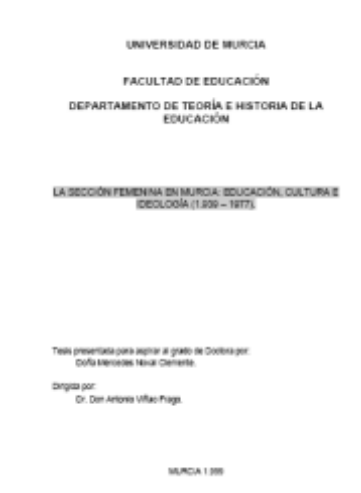 UNIVERSIDAD DE MURCIA
FACULTAD DE EDUCACIÓN
DEPARTAMENTO DE TEORÍA E HISTORIA DE LA
EDUCACIÓN
LA SECCIÓN FEMENINA EN MURCIA: EDUCACIÓN, CULTURA E
IDEOLOGÍA (1.939 – 1977).
Tesis presentada para aspirar al grado de Doctora por:
Doña Mercedes Noval Clemente.
Dirigida por:
Dr. Don Antonio Viñao Frago.
MURCIA 1.999